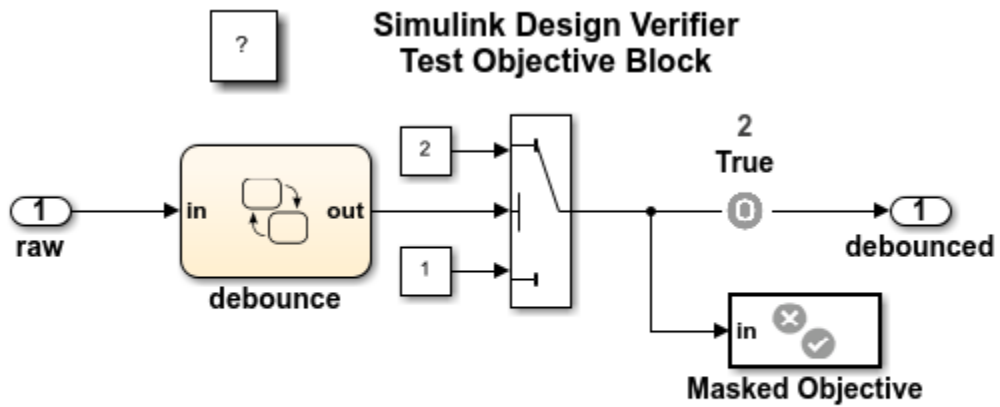 ?
Simulink Design Verifier
Test Objective Block
2
2
True
1
in
out
1
raw
debounce
1
debounced
in
Masked Objective